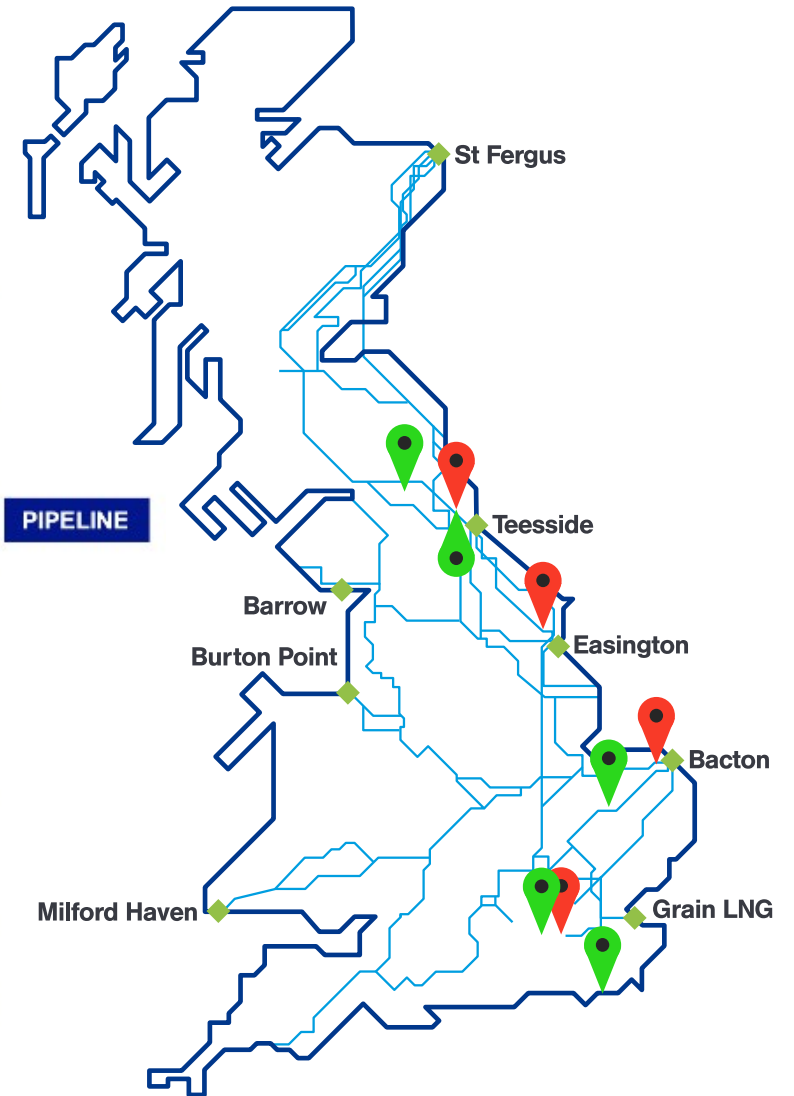 St Fergus
PIPELINE
Teesside
Barrow
Easington
Burton Point
Bacton
Milford Haven
Grain LNG